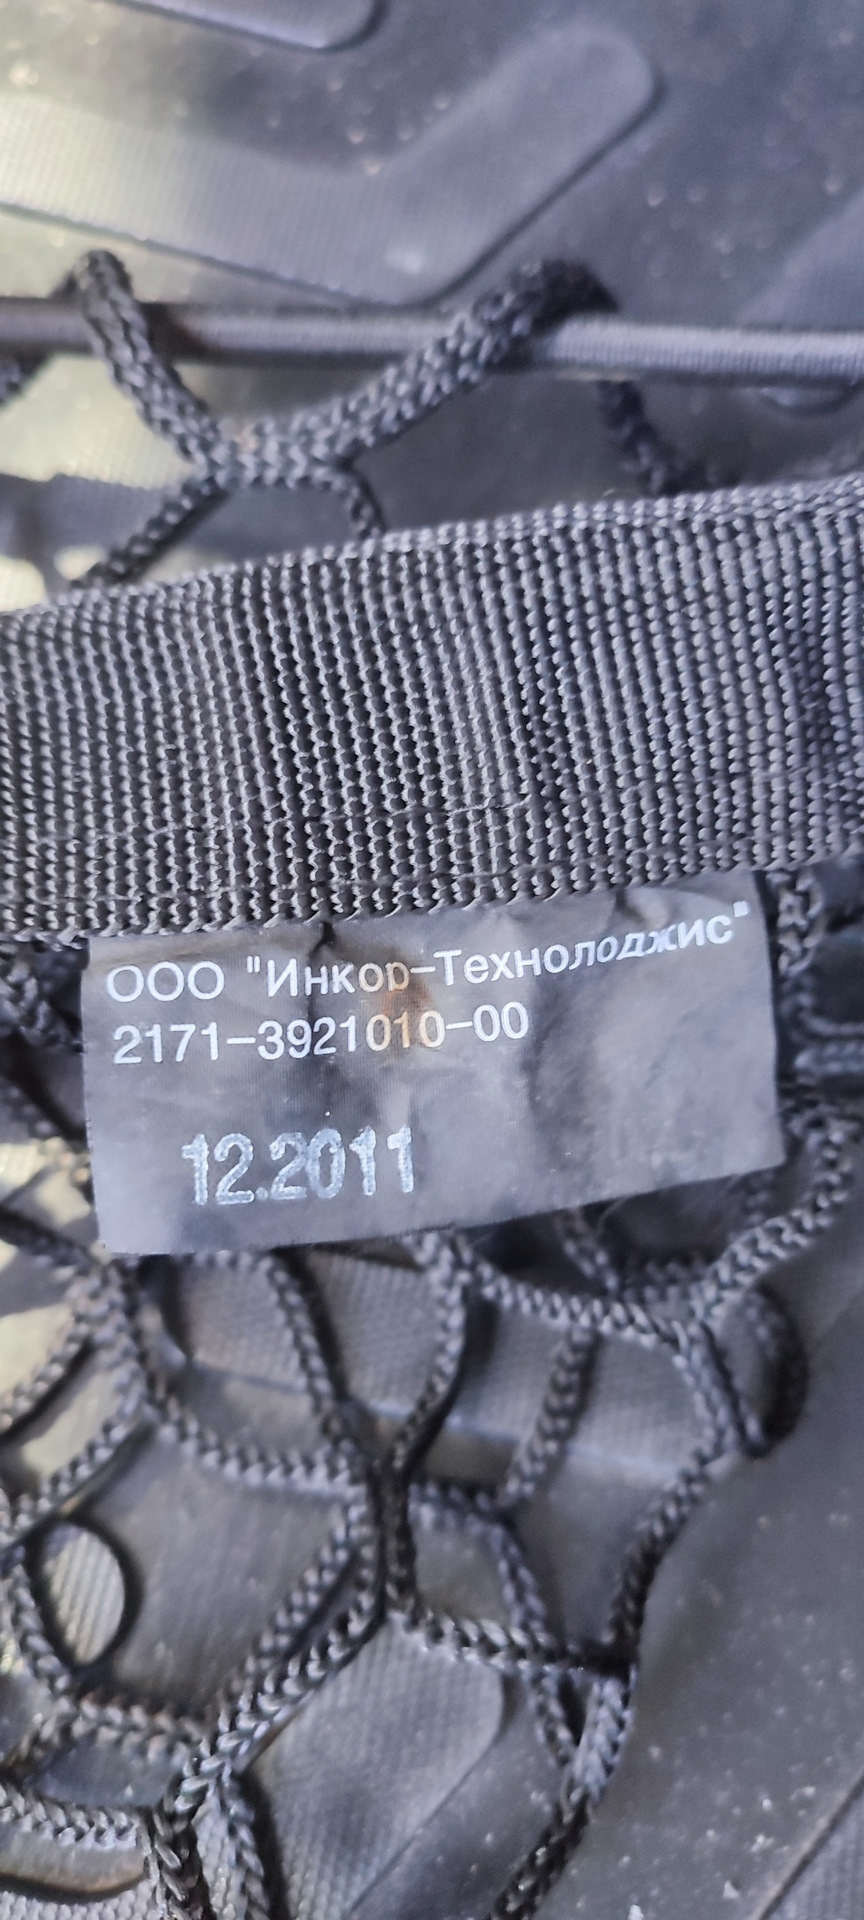 ООО "Инкор-Технолоджис"
2171-3921010-00
12.2011